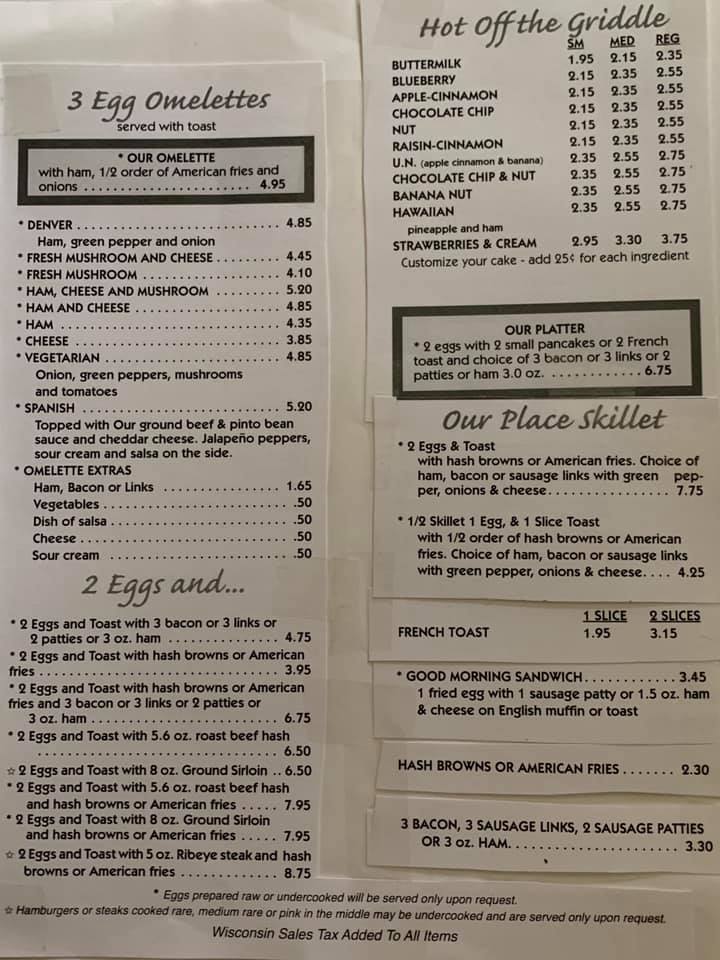 3 Egg Omelettes
served with toast
* OUR OMELETTE
with ham, 1/2 order of American fries and
onions . . . . . . . . . . . . . . . . . . . . . . . 4.95
* DENVER . . . . . . . . . . . . . . . . . . . . . . . . . . . 4.85
Ham, green pepper and onion
* FRESH MUSHROOM AND CHEESE . . . . . . . . . 4.45
* FRESH MUSHROOM . . . . . . . . . . . . . . . . . . 4.10
* HAM, CHEESE AND MUSHROOM . . . . . . . . . 5.20
* HAM AND CHEESE . . . . . . . . . . . . . . . . . . . 4.85
* HAM . . . . . . . . . . . . . . . . . . . . . . . . . . . . . 4.35
* CHEESE . . . . . . . . . . . . . . . . . . . . . . . . . . . 3.85
* VEGETARIAN . . . . . . . . . . . . . . . . . . . . . . . 4.85
Onion, green peppers, mushrooms
and tomatoes
* SPANISH . . . . . . . . . . . . . . . . . . . . . . . . . . 5.20
Topped with Our ground beef & pinto bean
sauce and cheddar cheese. Jalapeño peppers,
sour cream and salsa on the side.
* OMELETTE EXTRAS
Ham, Bacon or Links . . . . . . . . . . . . . . . 1.65
Vegetables . . . . . . . . . . . . . . . . . . . . . . . . .50
Dish of salsa . . . . . . . . . . . . . . . . . . . . . . . .50
Cheese . . . . . . . . . . . . . . . . . . . . . . . . . . . .50
Sour cream . . . . . . . . . . . . . . . . . . . . . . . .50
2 Eggs and...
* 2 Eggs and Toast with 3 bacon or 3 links or
2 patties or 3 oz. ham . . . . . . . . . . . . . . 4.75
* 2 Eggs and Toast with hash browns or American
fries . . . . . . . . . . . . . . . . . . . . . . . . . . . . . . 3.95
* 2 Eggs and Toast with hash browns or American
fries and 3 bacon or 3 links or 2 patties or
3 oz. ham . . . . . . . . . . . . . . . . . . . . . . . . 6.75
* 2 Eggs and Toast with 5.6 oz. roast beef hash
. . . . . . . . . . . . . . . . . . . . . . . . . . . . . . . 6.50
☆ 2 Eggs and Toast with 8 oz. Ground Sirloin . . 6.50
* 2 Eggs and Toast with 5.6 oz. roast beef hash
and hash browns or American fries . . . . . 7.95
* 2 Eggs and Toast with 8 oz. Ground Sirloin
and hash browns or American fries . . . . . 7.95
☆ 2 Eggs and Toast with 5 oz. Ribeye steak and hash
browns or American fries . . . . . . . . . . . . . 8.75
Hot Off the Griddle
SM MED REG
BUTTERMILK 1.95 2.15 2.35
BLUEBERRY 2.15 2.35 2.55
APPLE-CINNAMON 2.15 2.35 2.55
CHOCOLATE CHIP 2.15 2.35 2.55
NUT 2.15 2.35 2.55
RAISIN-CINNAMON 2.15 2.35 2.55
U.N. (apple cinnamon & banana) 2.35 2.55 2.75
CHOCOLATE CHIP & NUT 2.35 2.55 2.75
BANANA NUT 2.35 2.55 2.75
HAWAIIAN 2.35 2.55 2.75
pineapple and ham
STRAWBERRIES & CREAM 2.95 3.30 3.75
Customize your cake - add 25¢ for each ingredient
OUR PLATTER
* 2 eggs with 2 small pancakes or 2 French
toast and choice of 3 bacon or 3 links or 2
patties or ham 3.0 oz. . . . . . . . . . . . . 6.75
Our Place Skillet
* 2 Eggs & Toast
with hash browns or American fries. Choice of
ham, bacon or sausage links with green pep-
per, onions & cheese. . . . . . . . . . . . . . . . 7.75
* 1/2 Skillet 1 Egg, & 1 Slice Toast
with 1/2 order of hash browns or American
fries. Choice of ham, bacon or sausage links
with green pepper, onions & cheese. . . . 4.25
1 SLICE 2 SLICES
FRENCH TOAST 1.95 3.15
* GOOD MORNING SANDWICH . . . . . . . . . . . . 3.45
1 fried egg with 1 sausage patty or 1.5 oz. ham
& cheese on English muffin or toast
HASH BROWNS OR AMERICAN FRIES . . . . . . . 2.30
3 BACON, 3 SAUSAGE LINKS, 2 SAUSAGE PATTIES
OR 3 oz. HAM. . . . . . . . . . . . . . . . . . . . . . 3.30
* Eggs prepared raw or undercooked will be served only upon request.
☆ Hamburgers or steaks cooked rare, medium rare or pink in the middle may be undercooked and are served only upon request.
Wisconsin Sales Tax Added To All Items